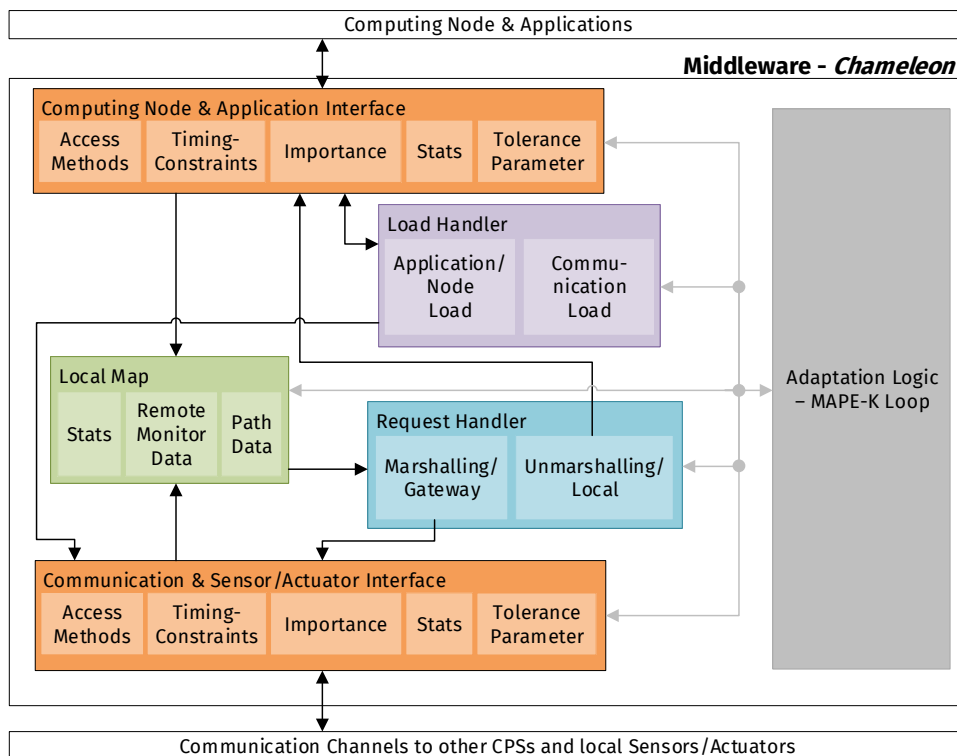 Computing Node & Applications
Middleware - Chameleon
Computing Node & Application Interface
Access
Methods
Timing-
Constraints
Importance
Stats
Tolerance
Parameter
Load Handler
Application/
Node
Load
Commu-
nication
Load
Adaptation Logic
– MAPE-K Loop
Local Map
Stats
Remote
Monitor
Data
Path
Data
Request Handler
Marshalling/
Gateway
Unmarshalling/
Local
Communication & Sensor/Actuator Interface
Access
Methods
Timing-
Constraints
Importance
Stats
Tolerance
Parameter
Communication Channels to other CPSs and local Sensors/Actuators